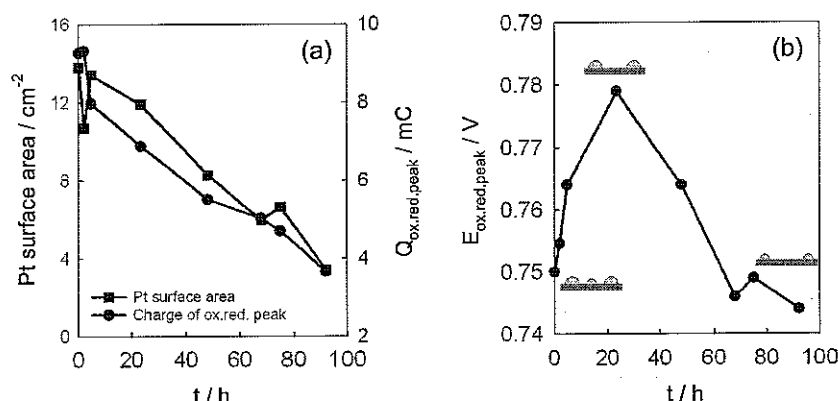 (a)
Pt surface area / cm-2
16
12
8
4
0
10
8
6
4
2
Qox.red,peak / mC
Pt surface area
Charge of ox.red. peak
0 20 40 60 80 100
t / h
(b)
Eox.red,peak / V
0.79
0.78
0.77
0.76
0.75
0.74
0 20 40 60 80 100
t / h